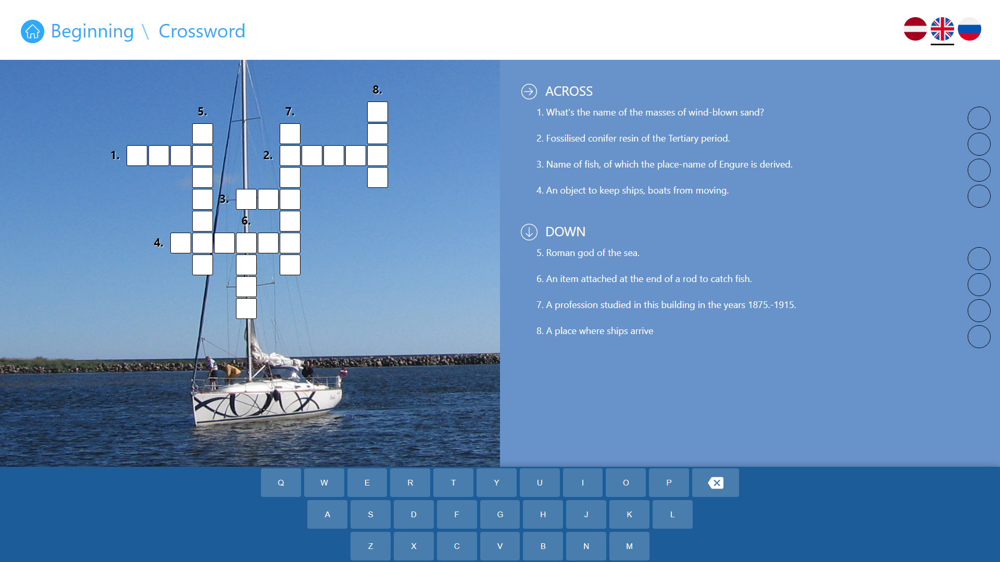 Beginning \ Crossword
8.
5.
7.
1.
2.
3.
6.
4.
ACROSS
1. What's the name of the masses of wind-blown sand?
2. Fossilised conifer resin of the Tertiary period.
3. Name of fish, of which the place-name of Engure is derived.
4. An object to keep ships, boats from moving.
DOWN
5. Roman god of the sea.
6. An item attached at the end of a rod to catch fish.
7. A profession studied in this building in the years 1875.-1915.
8. A place where ships arrive
Q W E R T Y U I O P
A S D F G H J K L
Z X C V B N M